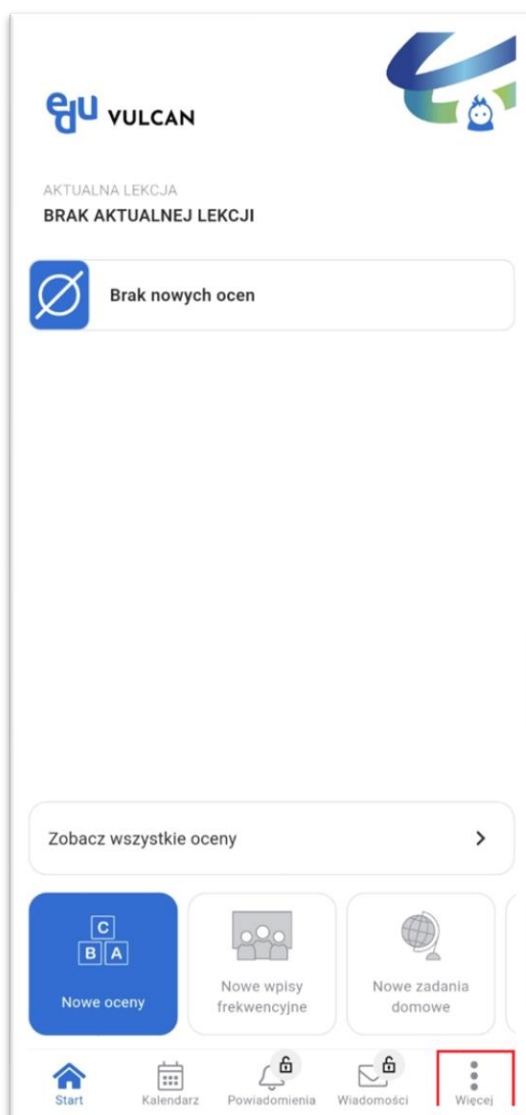 edu VULCAN
AKTUALNA LEKCJA
BRAK AKTUALNEJ LEKCJI
Brak nowych ocen
Zobacz wszystkie oceny
C
B A
Nowe oceny
Nowe wpisy
frekwencyjne
Nowe zadania
domowe
Start
Kalendarz
Powiadomienia
Wiadomości
Więcej